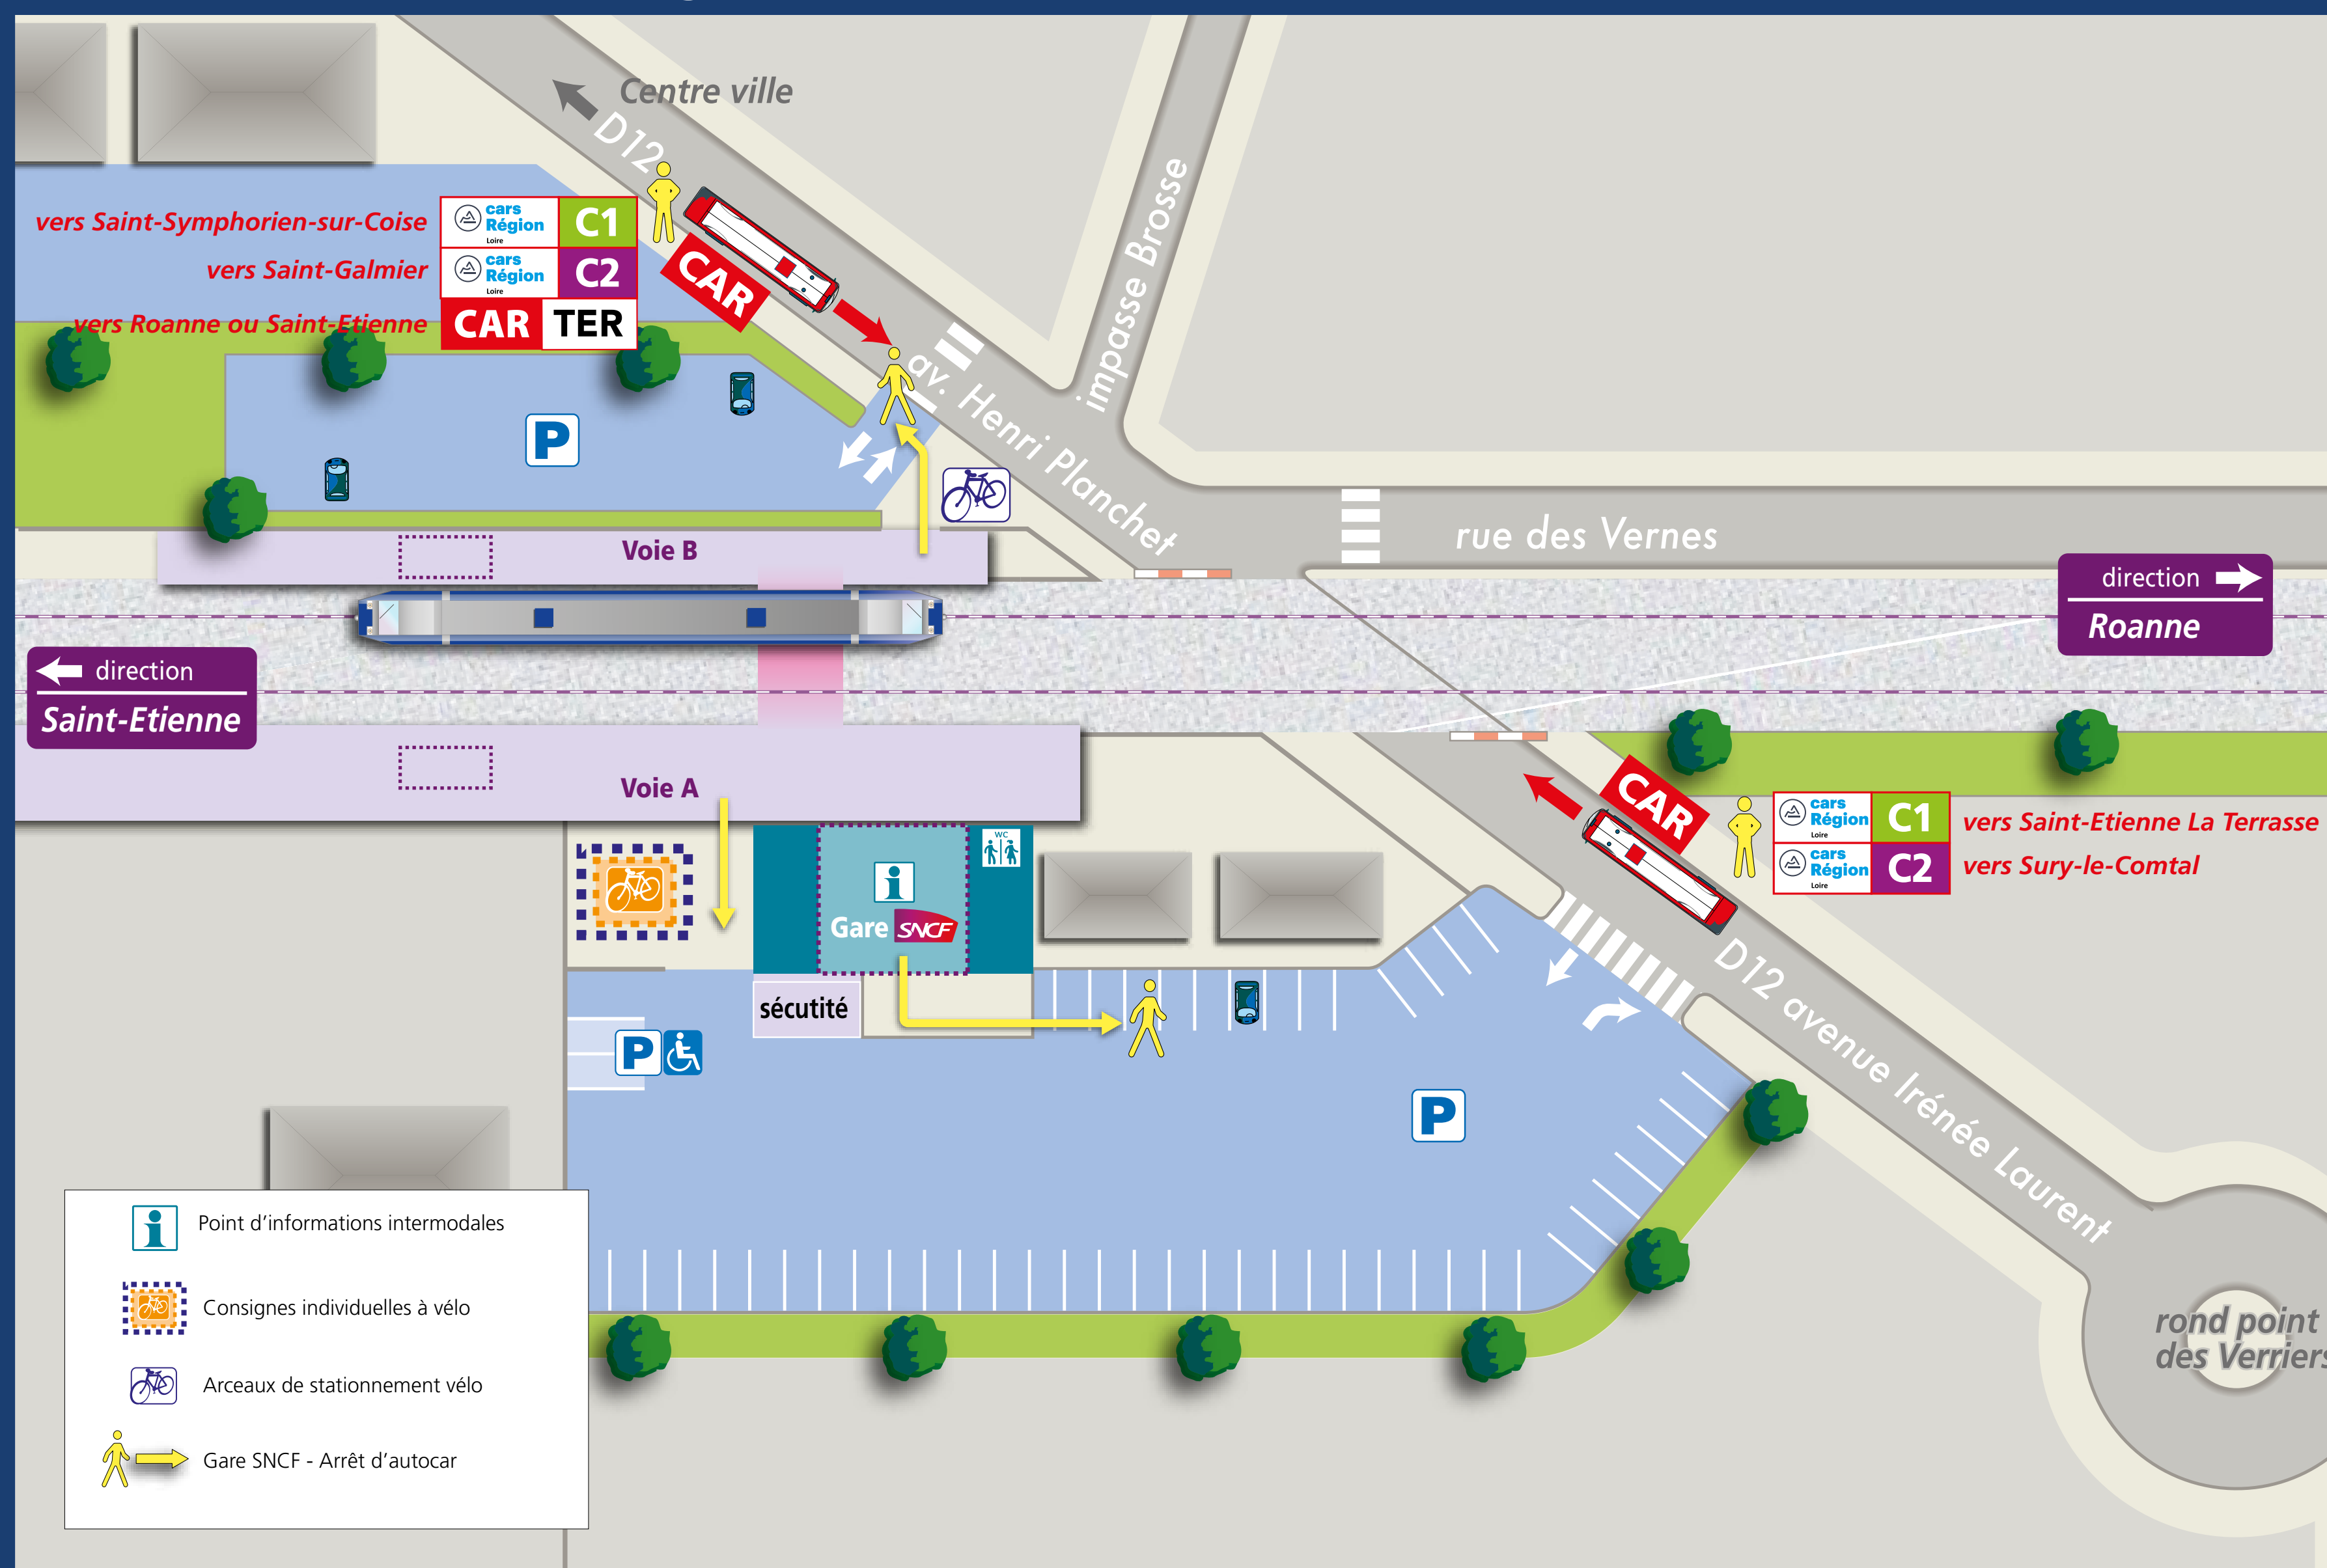 Centre ville
D12
vers Saint-Symphorien-sur-Coise
cars
Région
Loire
C1
vers Saint-Galmier
cars
Région
Loire
C2
vers Roanne ou Saint-Etienne
CAR TER
CAR
av. Henri Planchet
impasse Brosse
rue des Vernes
P
Voie B
direction
Roanne
direction
Saint-Etienne
Voie A
CAR
cars
Région
Loire
C1
vers Saint-Etienne La Terrasse
cars
Région
Loire
C2
vers Sury-le-Comtal
WC
i
Gare SNCF
sécutité
P
P
D12 avenue Irénée Laurent
rond point
des Verriers
i
Point d'informations intermodales
Consignes individuelles à vélo
Arceaux de stationnement vélo
Gare SNCF - Arrêt d'autocar